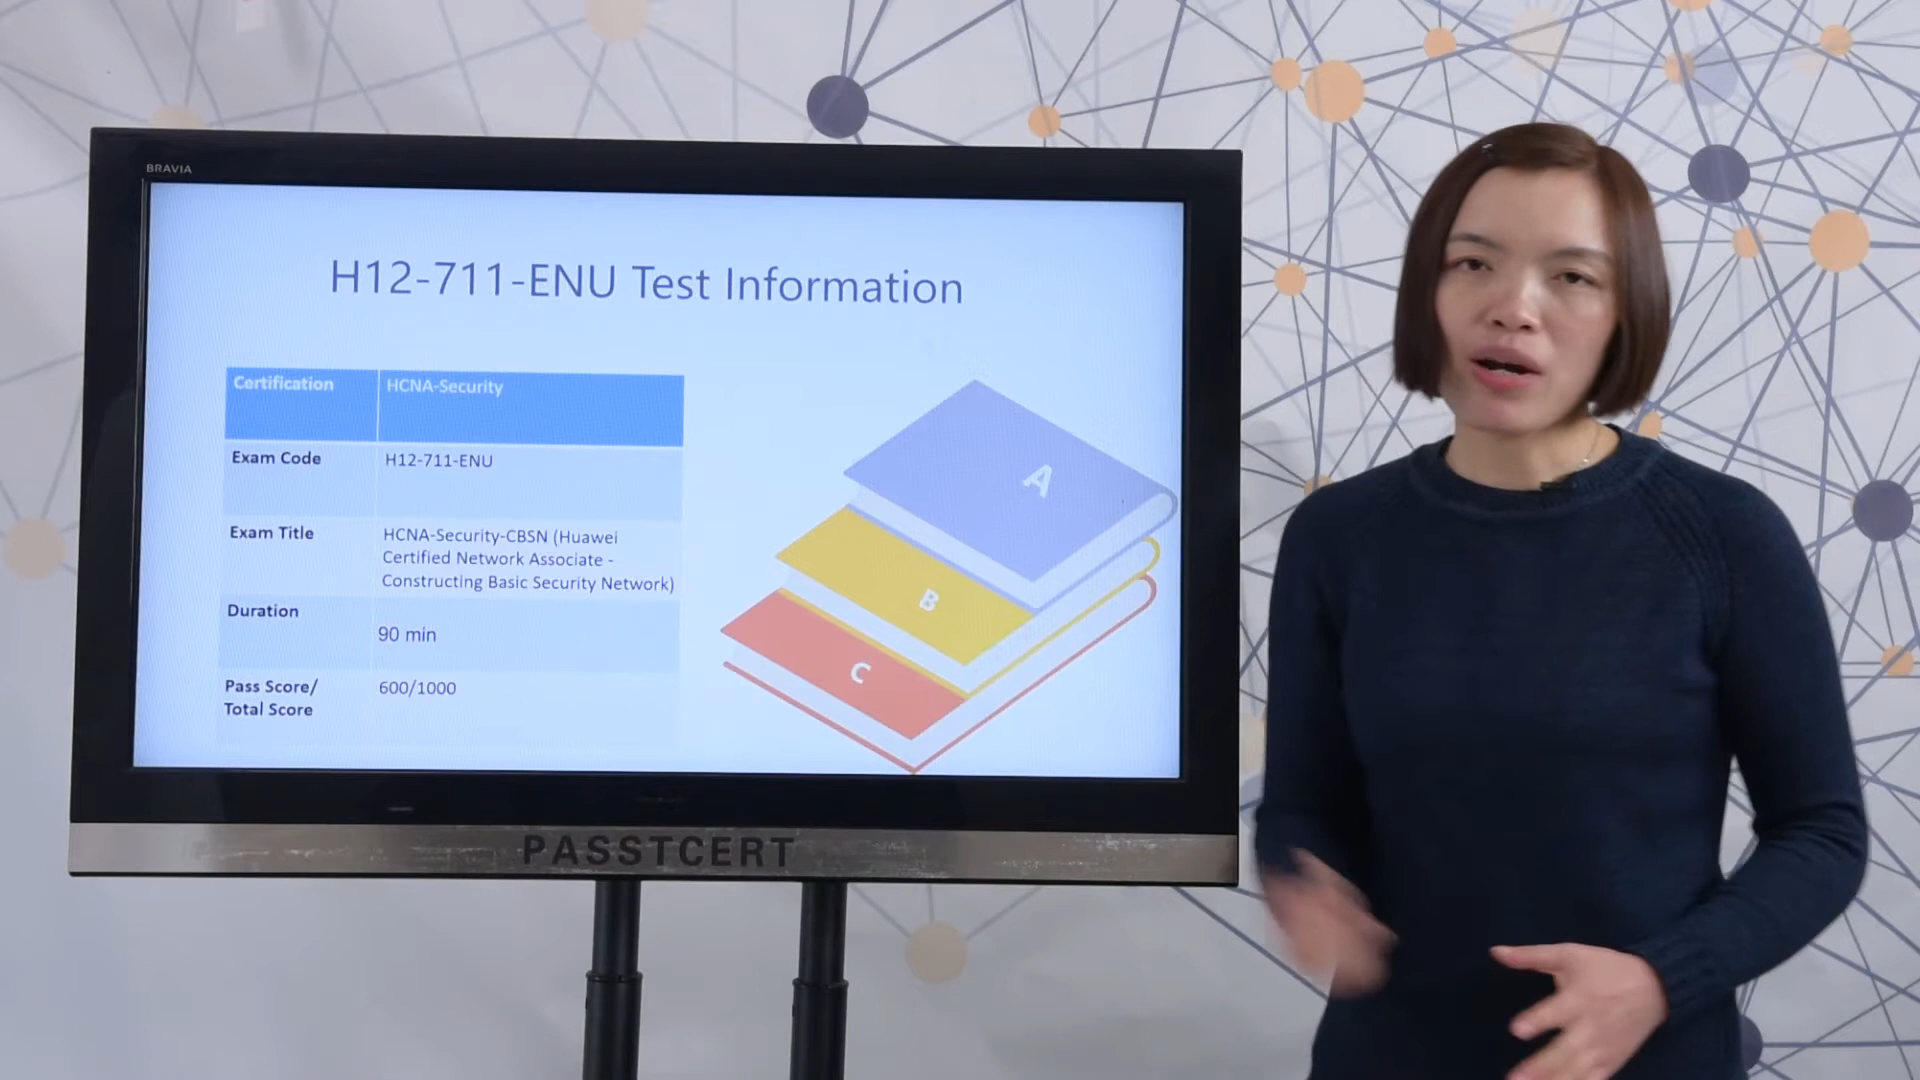 BRAVIA
H12-711-ENU Test Information
Certification HCNA-Security
Exam Code H12-711-ENU
Exam Title HCNA-Security-CBSN (Huawei
Certified Network Associate -
Constructing Basic Security Network)
Duration
90 min
Pass Score/ 600/1000
Total Score
A
B
C
PASSTCERT